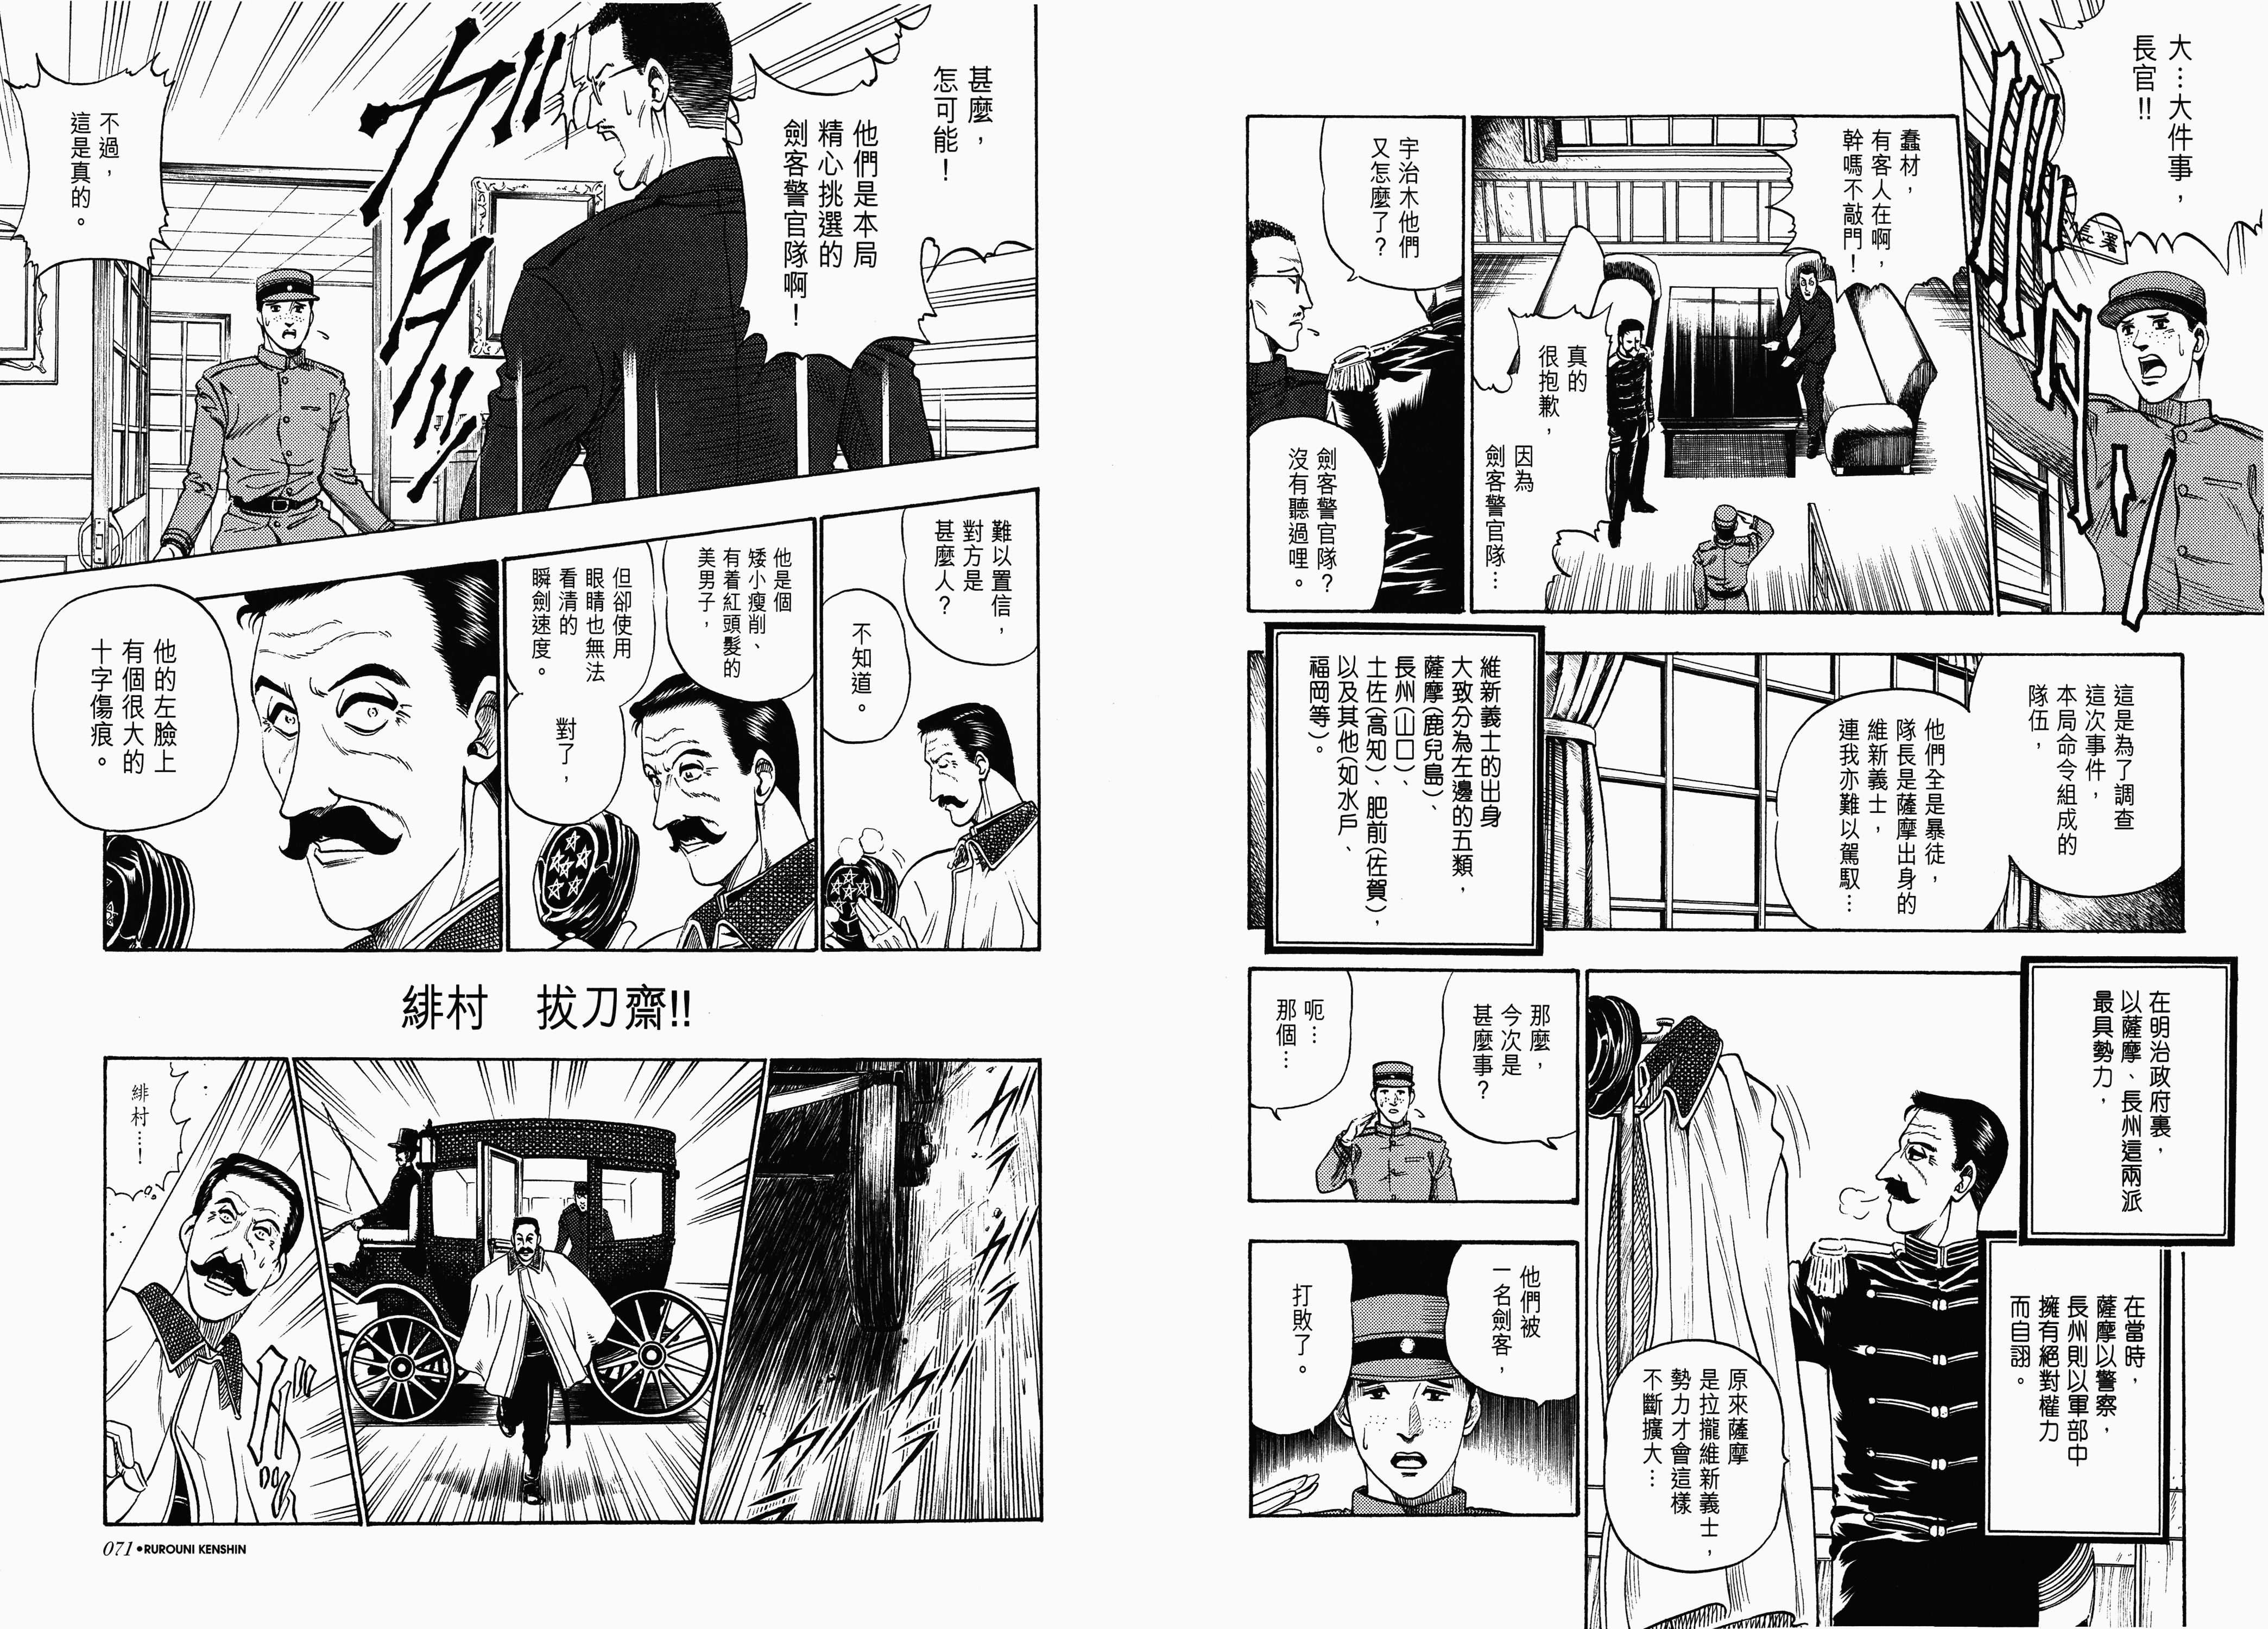 大…大件事，
長官!!
長署
蠢材，
有客人在啊，
幹嗎不敲門！
真的
很抱歉，
因為
劍客警官隊…
宇治木他們
又怎麼了？
劍客警官隊？
沒有聽過哩。
這是為了調查
這次事件，
本局命令組成的
隊伍，
他們全是暴徒，
隊長是薩摩出身的
維新義士，
連我亦難以駕馭…
維新義士的出身
大致分為左邊的五類，
薩摩(鹿兒島)、
長州(山口)、
土佐(高知)、肥前(佐賀)，
以及其他(如水戶、
福岡等)。
在明治政府裏，
以薩摩、長州這兩派
最具勢力，
在當時，
薩摩以警察，
長州則以軍部中
擁有絕對權力
而自詡。
原來薩摩
是拉攏維新義士，
勢力才會這樣
不斷擴大…
那麼，
今次是
甚麼事？
呃…
那個…
他們被
一名劍客，
打敗了。
甚麼，
怎可能！
他們是本局
精心挑選的
劍客警官隊啊！
ガタタッ
不過，
這是真的。
難以置信，
對方是
甚麼人？
不知道。
他是個
矮小瘦削、
有着紅頭髮的
美男子，
但卻使用
眼睛也無法
看清的
瞬劍速度。
對了，
他的左臉上
有個很大的
十字傷痕。
緋村　拔刀齋!!
ガッ
ガッ
ガッ
緋村…！
071•RUROUNI KENSHIN